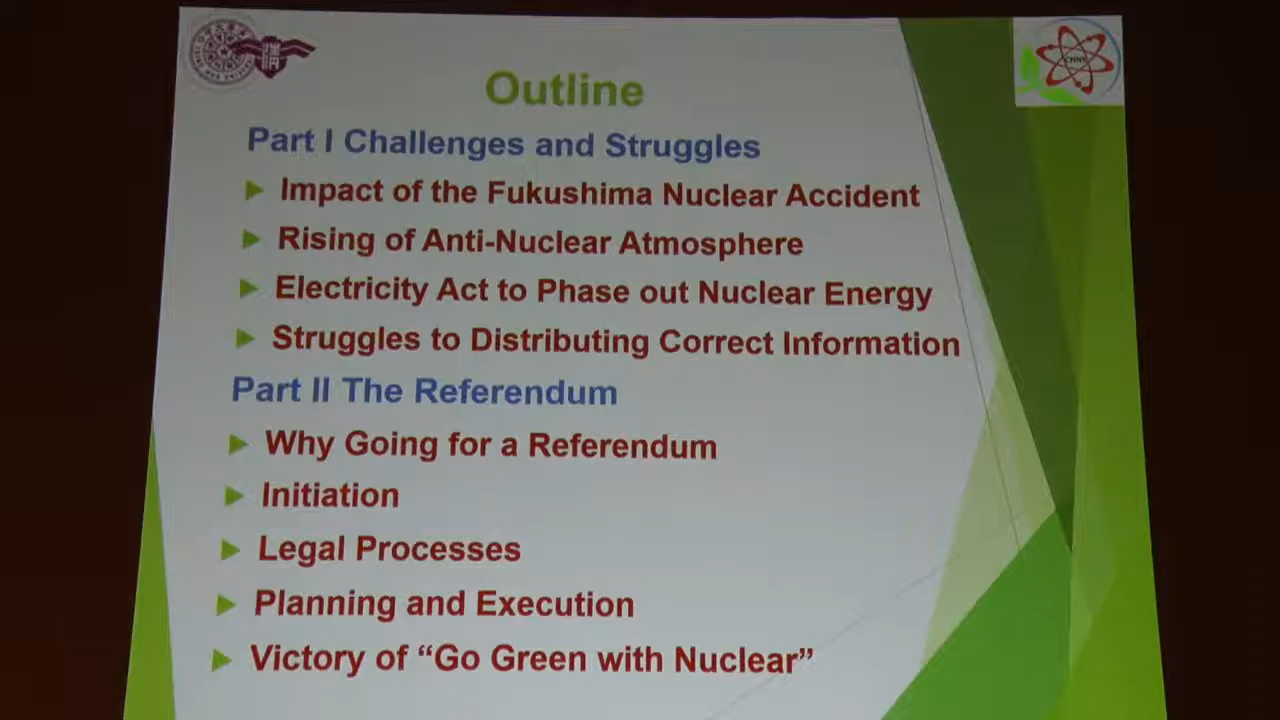 Outline
Part I Challenges and Struggles
Impact of the Fukushima Nuclear Accident
Rising of Anti-Nuclear Atmosphere
Electricity Act to Phase out Nuclear Energy
Struggles to Distributing Correct Information
Part II The Referendum
Why Going for a Referendum
Initiation
Legal Processes
Planning and Execution
Victory of “Go Green with Nuclear”